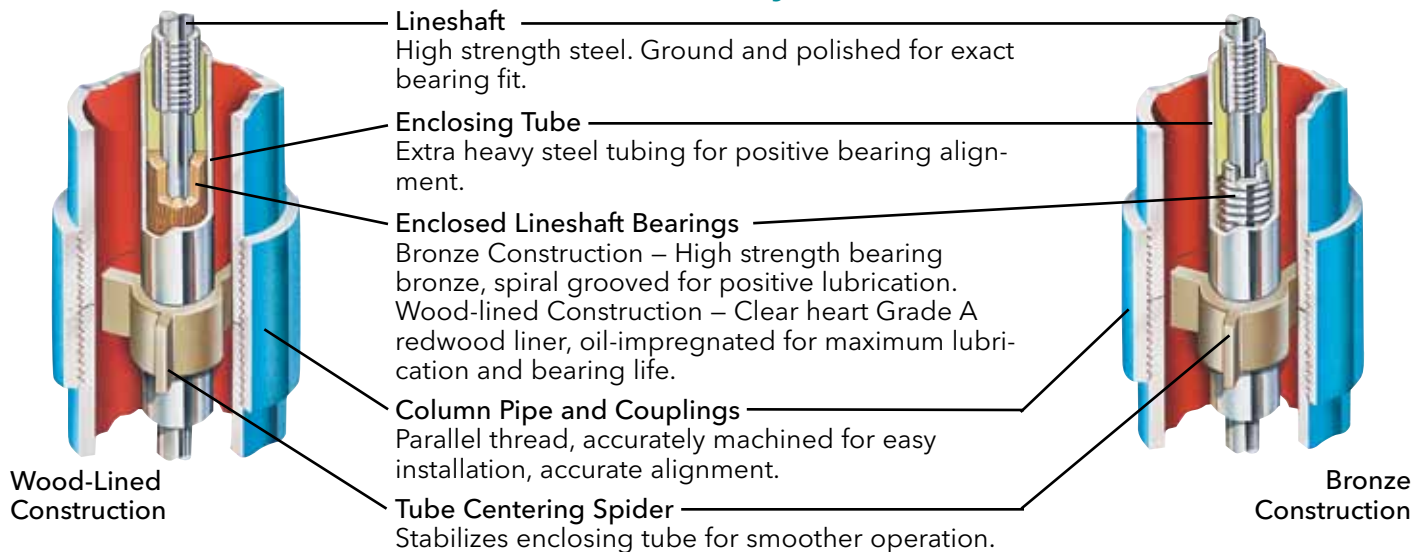 Lineshaft
High strength steel. Ground and polished for exact
bearing fit.
Enclosing Tube
Extra heavy steel tubing for positive bearing align-
ment.
Enclosed Lineshaft Bearings
Bronze Construction – High strength bearing
bronze, spiral grooved for positive lubrication.
Wood-lined Construction – Clear heart Grade A
redwood liner, oil-impregnated for maximum lubri-
cation and bearing life.
Column Pipe and Couplings
Parallel thread, accurately machined for easy
installation, accurate alignment.
Tube Centering Spider
Stabilizes enclosing tube for smoother operation.
Wood-Lined
Construction
Bronze
Construction